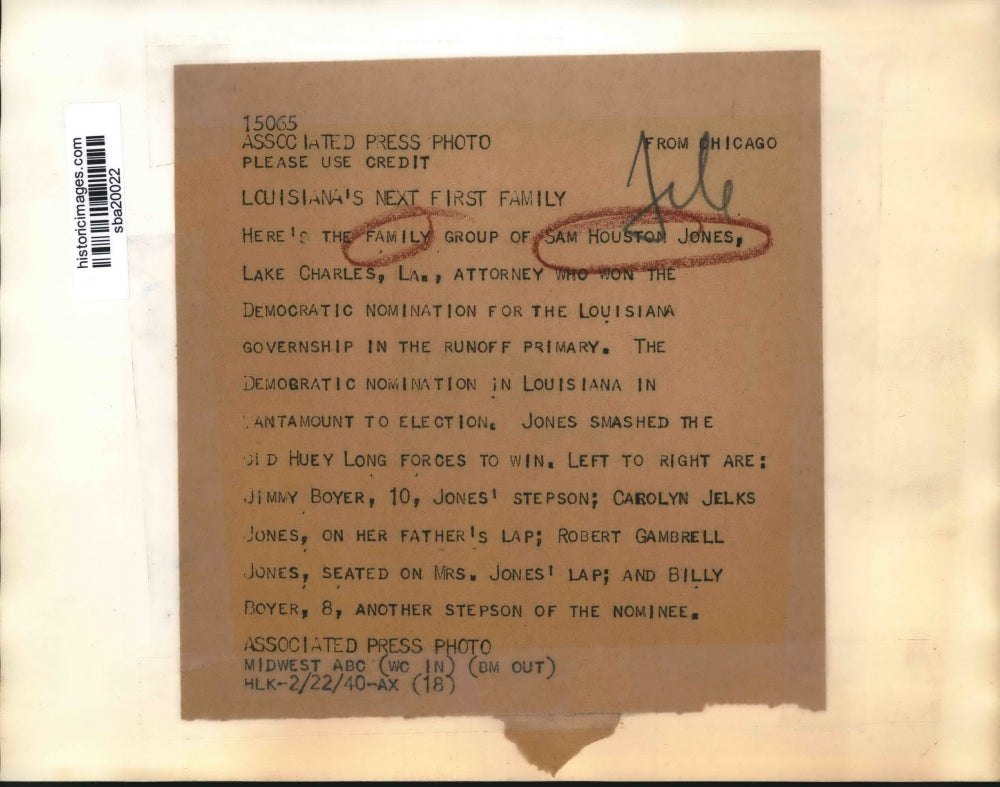 15065
ASSOCIATED PRESS PHOTO FROM CHICAGO
PLEASE USE CREDIT
File
LOUISIANA'S NEXT FIRST FAMILY
HERE'S THE FAMILY GROUP OF SAM HOUSTON JONES,
LAKE CHARLES, LA., ATTORNEY WHO WON THE
DEMOCRATIC NOMINATION FOR THE LOUISIANA
GOVERNSHIP IN THE RUNOFF PRIMARY. THE
DEMOGRATIC NOMINATION IN LOUISIANA IN
TANTAMOUNT TO ELECTION. JONES SMASHED THE
OLD HUEY LONG FORCES TO WIN. LEFT TO RIGHT ARE:
JIMMY BOYER, 10, JONES' STEPSON; CAROLYN JELKS
JONES, ON HER FATHER'S LAP; ROBERT GAMBRELL
JONES, SEATED ON MRS. JONES' LAP; AND BILLY
BOYER, 8, ANOTHER STEPSON OF THE NOMINEE.
ASSOCIATED PRESS PHOTO
MIDWEST ABC (WC IN) (BM OUT)
HLK-2/22/40-AX (18)
historicimages.com
sba20022